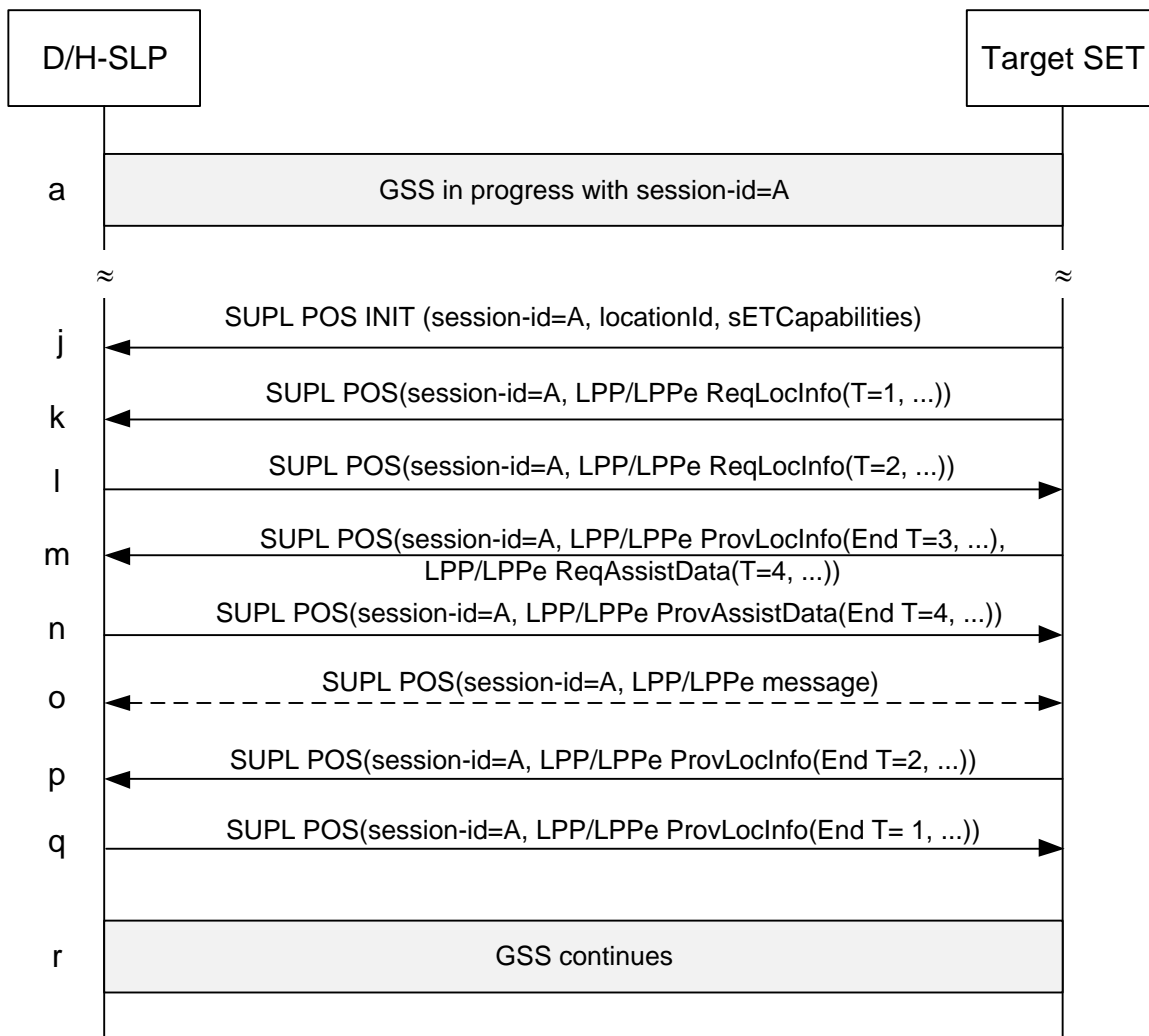 D/H-SLP
Target SET
a
GSS in progress with session-id=A
≈
≈
j
SUPL POS INIT (session-id=A, locationId, sETCapabilities)
k
SUPL POS(session-id=A, LPP/LPPe ReqLocInfo(T=1, ...))
l
SUPL POS(session-id=A, LPP/LPPe ReqLocInfo(T=2, ...))
m
SUPL POS(session-id=A, LPP/LPPe ProvLocInfo(End T=3, ...),
LPP/LPPe ReqAssistData(T=4, ...))
n
SUPL POS(session-id=A, LPP/LPPe ProvAssistData(End T=4, ...))
o
SUPL POS(session-id=A, LPP/LPPe message)
p
SUPL POS(session-id=A, LPP/LPPe ProvLocInfo(End T=2, ...))
q
SUPL POS(session-id=A, LPP/LPPe ProvLocInfo(End T= 1, ...))
r
GSS continues